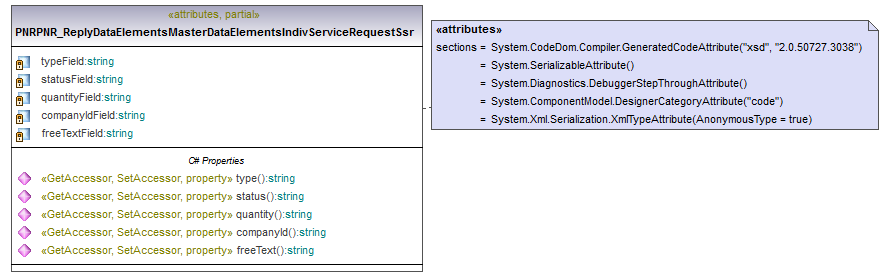 «attributes, partial»
PNRPNR_ReplyDataElementsMasterDataElementsIndivServiceRequestSsr
typeField:string
statusField:string
quantityField:string
companyIdField:string
freeTextField:string
C# Properties
«GetAccessor, SetAccessor, property» type():string
«GetAccessor, SetAccessor, property» status():string
«GetAccessor, SetAccessor, property» quantity():string
«GetAccessor, SetAccessor, property» companyId():string
«GetAccessor, SetAccessor, property» freeText():string
«attributes»
sections = System.CodeDom.Compiler.GeneratedCodeAttribute("xsd", "2.0.50727.3038")
= System.SerializableAttribute()
= System.Diagnostics.DebuggerStepThroughAttribute()
= System.ComponentModel.DesignerCategoryAttribute("code")
= System.Xml.Serialization.XmlTypeAttribute(AnonymousType = true)